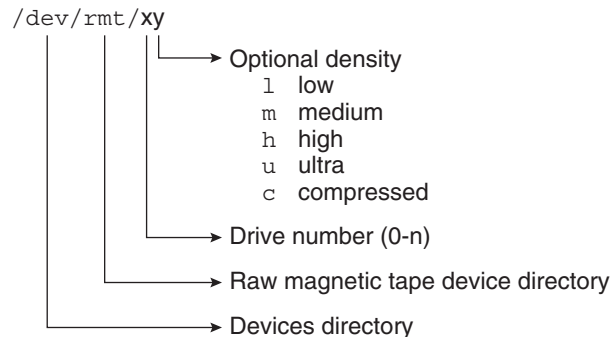 /dev/rmt/xy
Optional density
l low
m medium
h high
u ultra
c compressed
Drive number (0-n)
Raw magnetic tape device directory
Devices directory